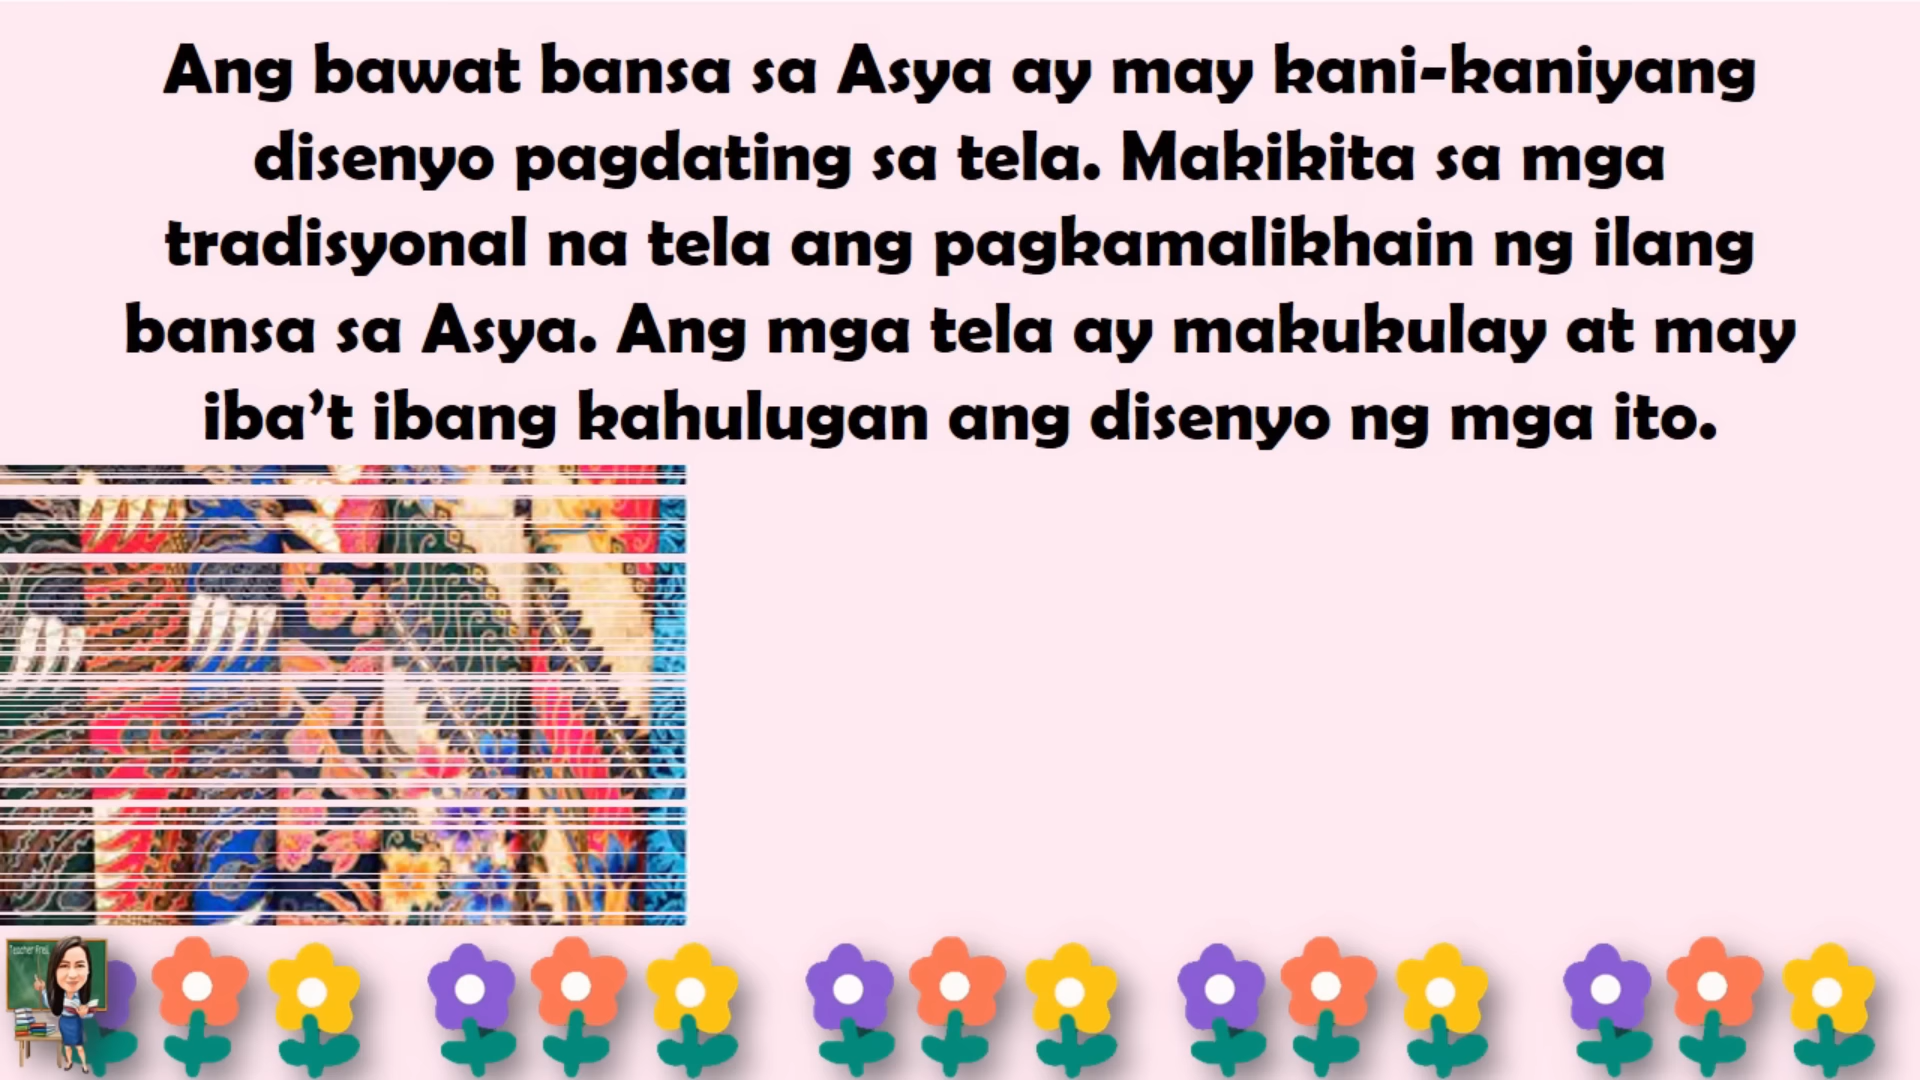 Ang bawat bansa sa Asya ay may kani-kaniyang
disenyo pagdating sa tela. Makikita sa mga
tradisyonal na tela ang pagkamalikhain ng ilang
bansa sa Asya. Ang mga tela ay makukulay at may
iba’t ibang kahulugan ang disenyo ng mga ito.
Teacher